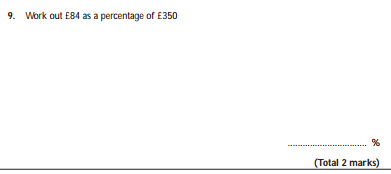 9. Work out £84 as a percentage of £350
................................ %
(Total 2 marks)